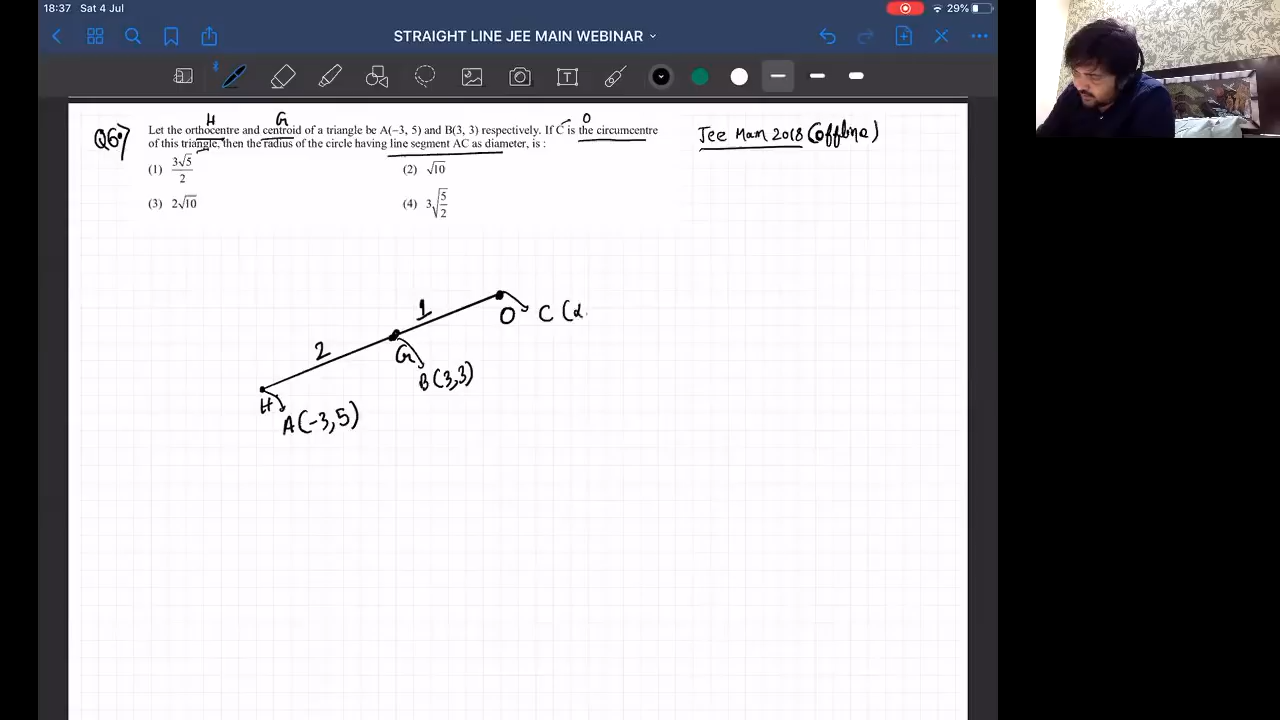 18:37 Sat 4 Jul
29%
STRAIGHT LINE JEE MAIN WEBINAR
H G O
Q6) Let the orthocentre and centroid of a triangle be A(−3, 5) and B(3, 3) respectively. If C is the circumcentre
of this triangle, then the radius of the circle having line segment AC as diameter, is :
Jee Main 2018 (offline)
(1) 3√5/2 (2) √10
(3) 2√10 (4) 3√(5/2)
1
O C (α
2
G
B(3,3)
H
A(-3,5)